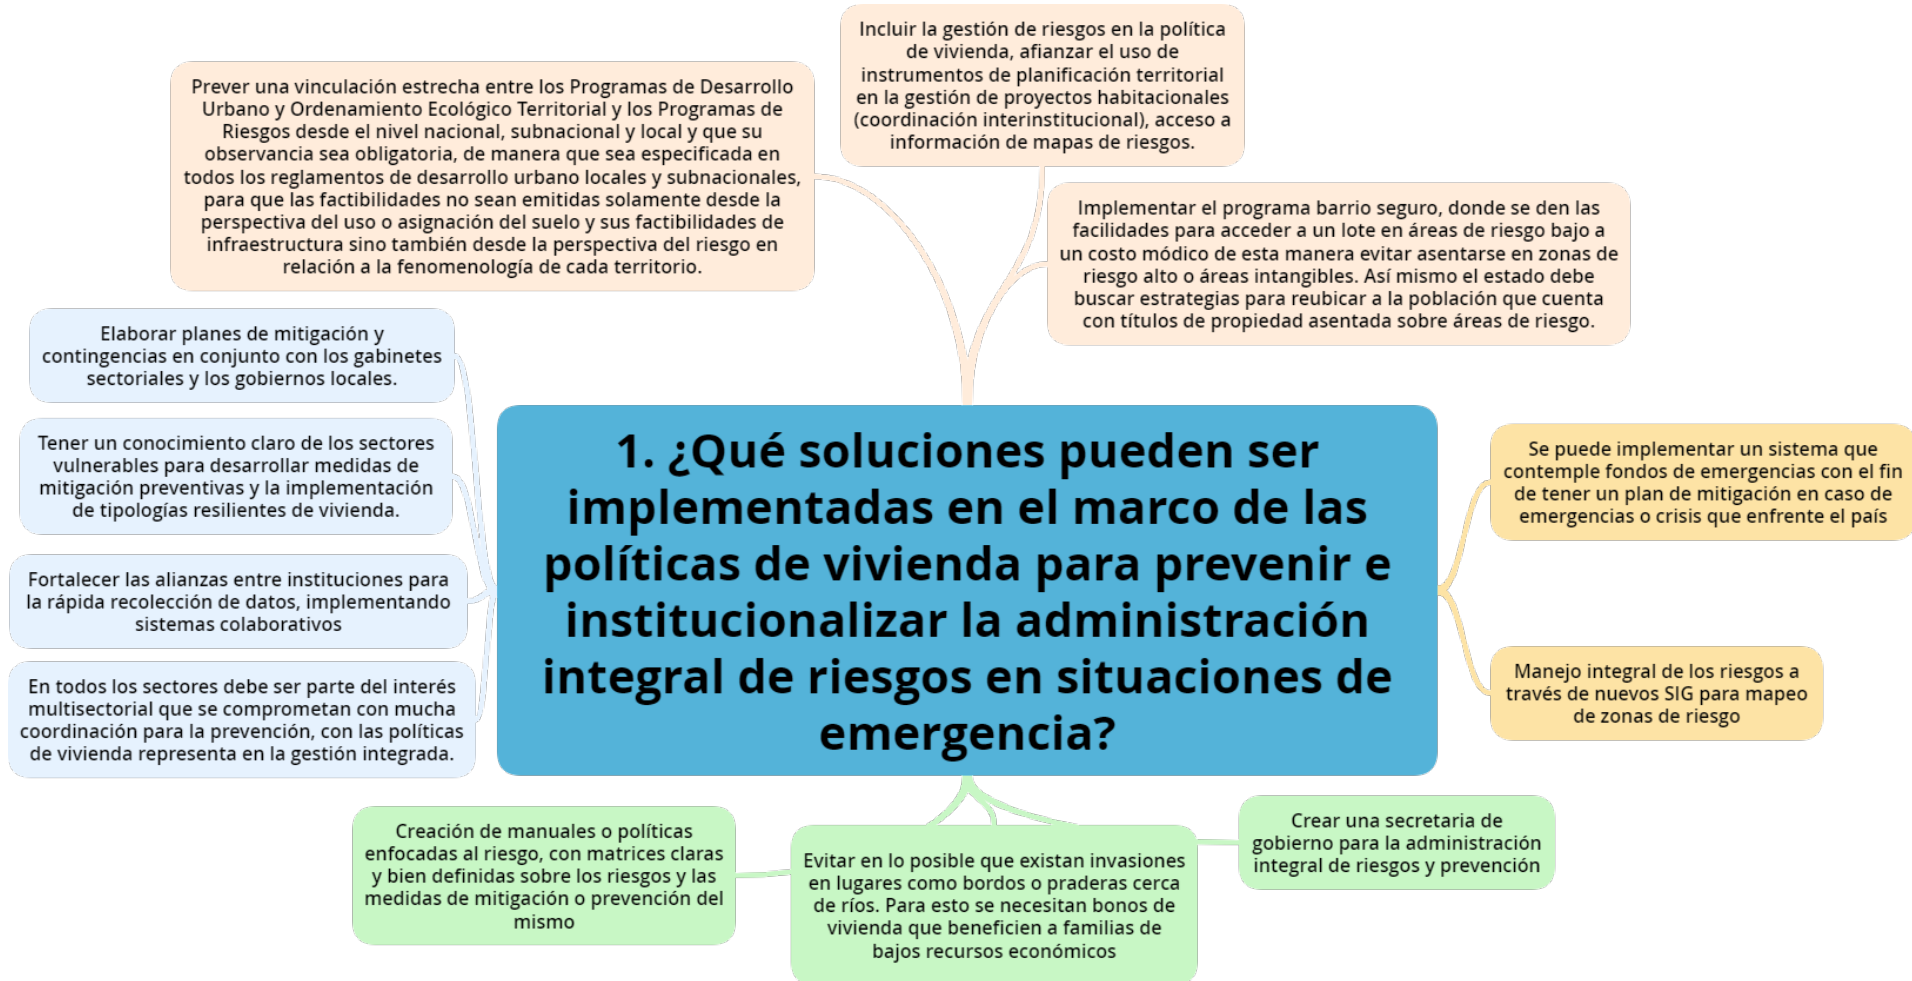 Incluir la gestión de riesgos en la política
de vivienda, afianzar el uso de
instrumentos de planificación territorial
en la gestión de proyectos habitacionales
(coordinación interinstitucional), acceso a
información de mapas de riesgos.
Prever una vinculación estrecha entre los Programas de Desarrollo
Urbano y Ordenamiento Ecológico Territorial y los Programas de
Riesgos desde el nivel nacional, subnacional y local y que su
observancia sea obligatoria, de manera que sea especificada en
todos los reglamentos de desarrollo urbano locales y subnacionales,
para que las factibilidades no sean emitidas solamente desde la
perspectiva del uso o asignación del suelo y sus factibilidades de
infraestructura sino también desde la perspectiva del riesgo en
relación a la fenomenología de cada territorio.
Implementar el programa barrio seguro, donde se den las
facilidades para acceder a un lote en áreas de riesgo bajo a
un costo módico de esta manera evitar asentarse en zonas de
riesgo alto o áreas intangibles. Así mismo el estado debe
buscar estrategias para reubicar a la población que cuenta
con títulos de propiedad asentada sobre áreas de riesgo.
Elaborar planes de mitigación y
contingencias en conjunto con los gabinetes
sectoriales y los gobiernos locales.
Tener un conocimiento claro de los sectores
vulnerables para desarrollar medidas de
mitigación preventivas y la implementación
de tipologías resilientes de vivienda.
Fortalecer las alianzas entre instituciones para
la rápida recolección de datos, implementando
sistemas colaborativos
En todos los sectores debe ser parte del interés
multisectorial que se comprometan con mucha
coordinación para la prevención, con las políticas
de vivienda representa en la gestión integrada.
1. ¿Qué soluciones pueden ser
implementadas en el marco de las
políticas de vivienda para prevenir e
institucionalizar la administración
integral de riesgos en situaciones de
emergencia?
Se puede implementar un sistema que
contemple fondos de emergencias con el fin
de tener un plan de mitigación en caso de
emergencias o crisis que enfrente el país
Manejo integral de los riesgos a
través de nuevos SIG para mapeo
de zonas de riesgo
Creación de manuales o políticas
enfocadas al riesgo, con matrices claras
y bien definidas sobre los riesgos y las
medidas de mitigación o prevención del
mismo
Evitar en lo posible que existan invasiones
en lugares como bordos o praderas cerca
de ríos. Para esto se necesitan bonos de
vivienda que beneficien a familias de
bajos recursos económicos
Crear una secretaria de
gobierno para la administración
integral de riesgos y prevención